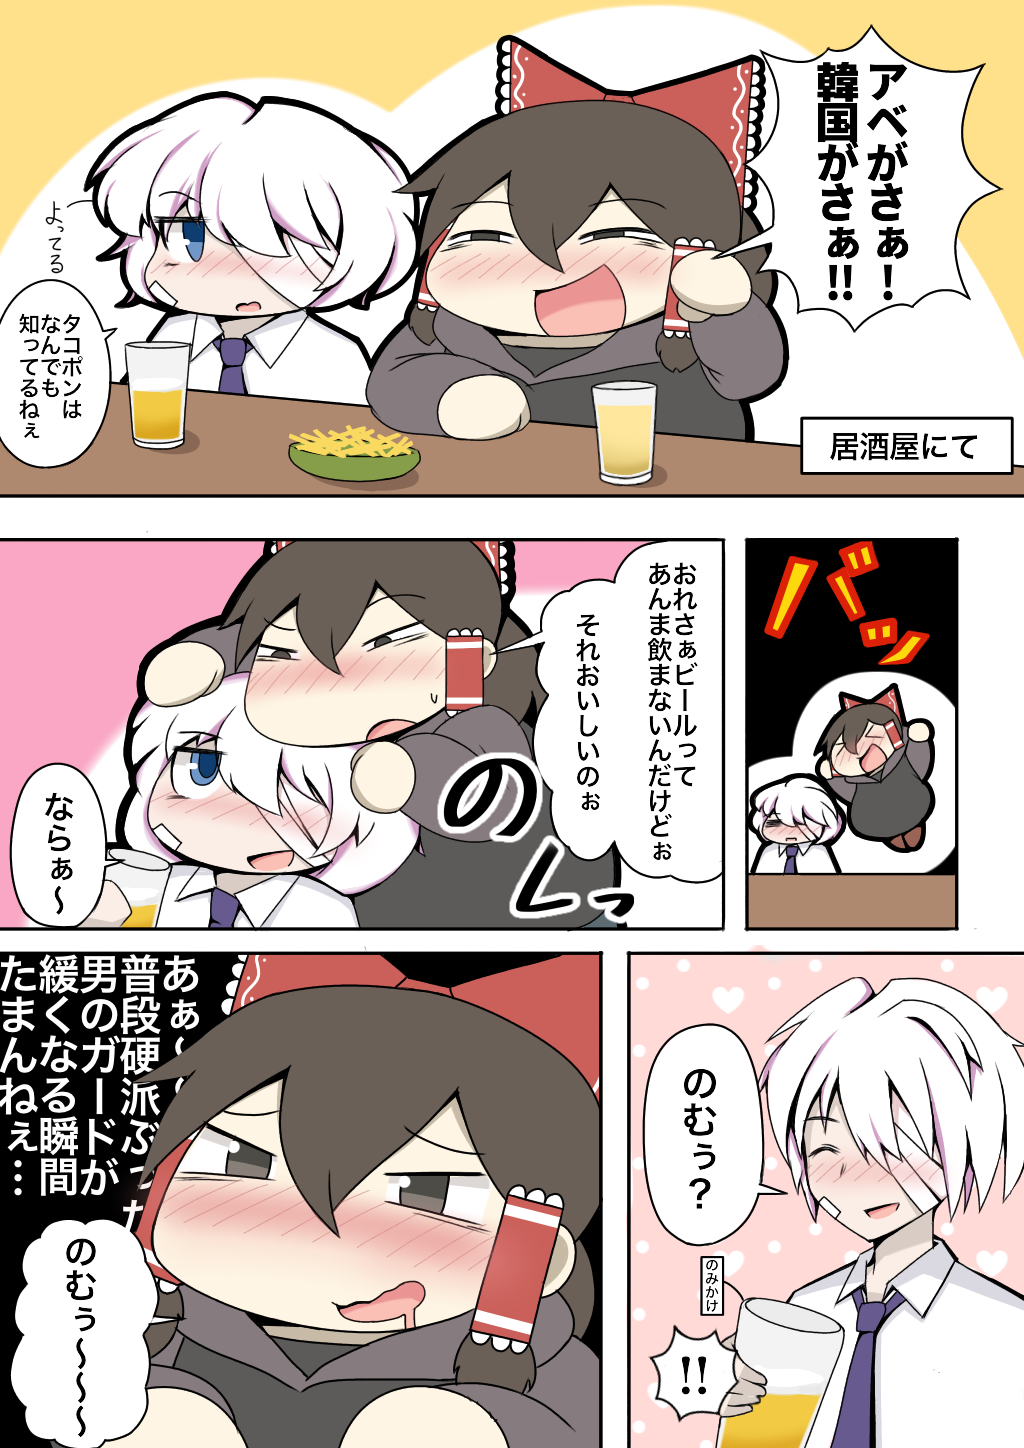 アベがさぁ！
韓国がさぁ!!
よってる
タコポンは
なんでも
知ってるねぇ
居酒屋にて
バッ
おれさぁビールって
あんま飲まないんだけどぉ
それおいしいのぉ
のしっ
ならぁ～
のむぅ？
のみかけ
!!
あぁ～～
普段硬派ぶった
男のガードが
緩くなる瞬間
たまんねぇ…
のむぅ～～～